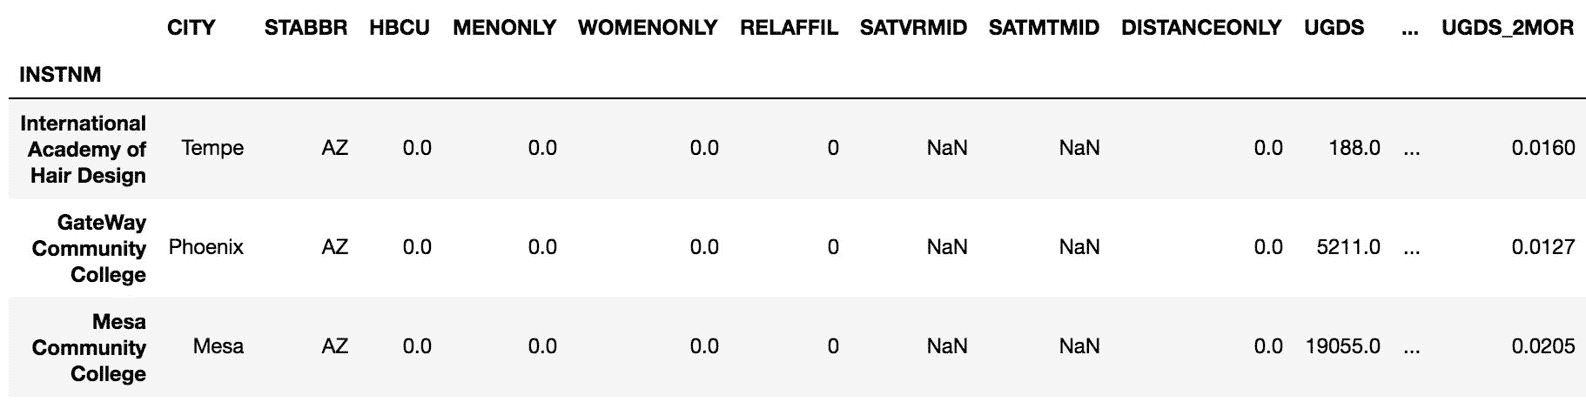 CITY STABBR HBCU MENONLY WOMENONLY RELAFFIL SATVRMID SATMTMID DISTANCEONLY UGDS ... UGDS_2MOR
INSTNM
International
Academy of
Hair Design
Tempe AZ 0.0 0.0 0.0 0 NaN NaN 0.0 188.0 ... 0.0160
GateWay
Community
College
Phoenix AZ 0.0 0.0 0.0 0 NaN NaN 0.0 5211.0 ... 0.0127
Mesa
Community
College
Mesa AZ 0.0 0.0 0.0 0 NaN NaN 0.0 19055.0 ... 0.0205